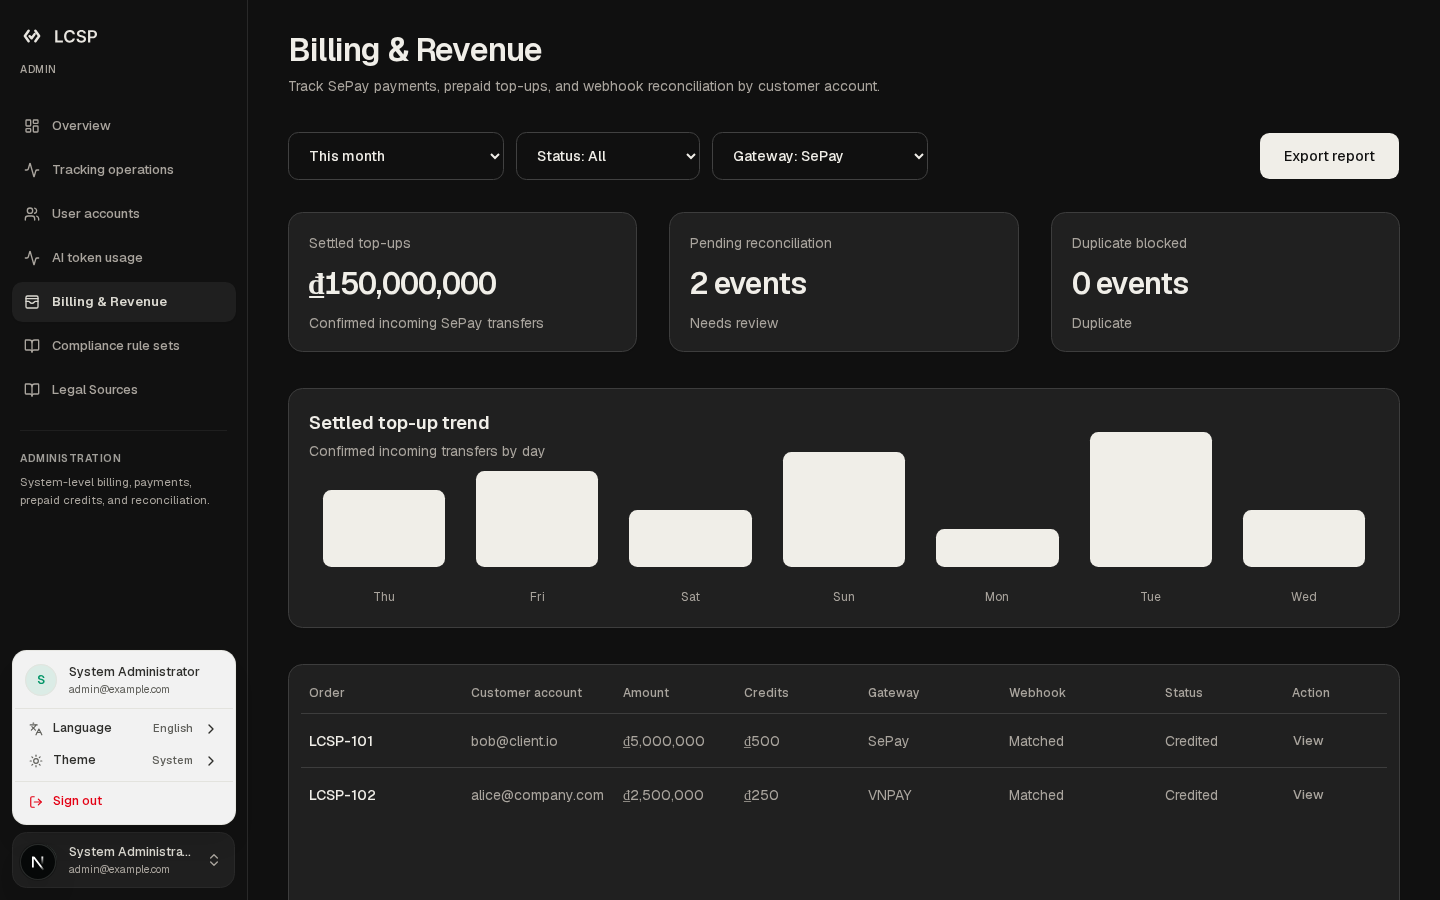 LCSP
ADMIN
Overview
Tracking operations
User accounts
AI token usage
Billing & Revenue
Compliance rule sets
Legal Sources
ADMINISTRATION
System-level billing, payments,
prepaid credits, and reconciliation.
S
System Administrator
admin@example.com
Language English
Theme System
Sign out
N
System Administra...
admin@example.com
Billing & Revenue
Track SePay payments, prepaid top-ups, and webhook reconciliation by customer account.
This month
Status: All
Gateway: SePay
Export report
Settled top-ups
₫150,000,000
Confirmed incoming SePay transfers
Pending reconciliation
2 events
Needs review
Duplicate blocked
0 events
Duplicate
Settled top-up trend
Confirmed incoming transfers by day
Thu Fri Sat Sun Mon Tue Wed
Order Customer account Amount Credits Gateway Webhook Status Action
LCSP-101 bob@client.io ₫5,000,000 ₫500 SePay Matched Credited View
LCSP-102 alice@company.com ₫2,500,000 ₫250 VNPAY Matched Credited View